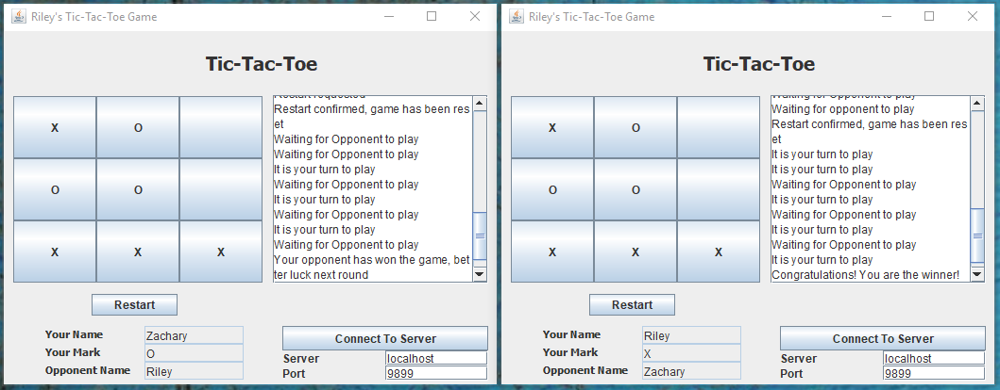 Riley's Tic-Tac-Toe Game
Tic-Tac-Toe
X O
O O
X X X
Restart requested
Restart confirmed, game has been res
et
Waiting for Opponent to play
Waiting for Opponent to play
It is your turn to play
Waiting for Opponent to play
It is your turn to play
Waiting for Opponent to play
It is your turn to play
Waiting for Opponent to play
Your opponent has won the game, bet
ter luck next round
Restart
Your Name Zachary
Your Mark O
Opponent Name Riley
Connect To Server
Server localhost
Port 9899
Riley's Tic-Tac-Toe Game
Tic-Tac-Toe
X O
O O
X X X
Waiting for Opponent to play
Waiting for opponent to play
Restart confirmed, game has been res
et
It is your turn to play
It is your turn to play
Waiting for Opponent to play
It is your turn to play
Waiting for Opponent to play
It is your turn to play
Waiting for Opponent to play
It is your turn to play
Congratulations! You are the winner!
Restart
Your Name Riley
Your Mark X
Opponent Name Zachary
Connect To Server
Server localhost
Port 9899